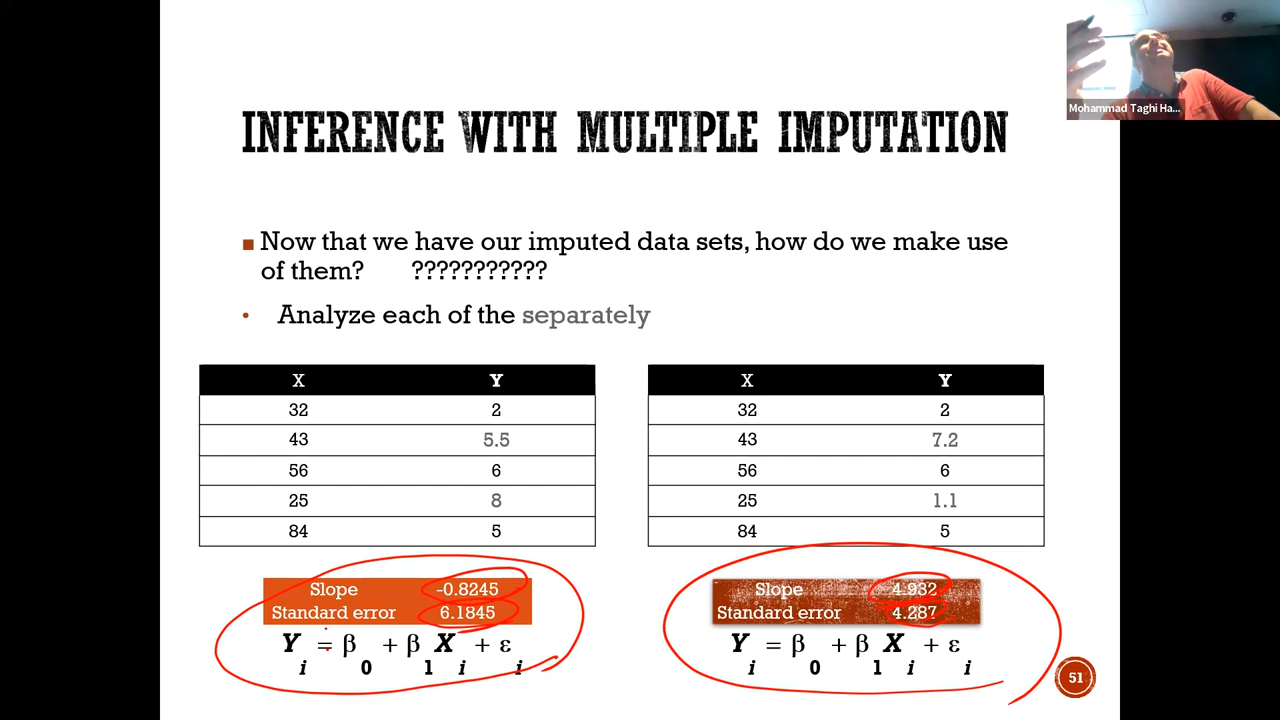 Mohammad Taghi Ha...
INFERENCE WITH MULTIPLE IMPUTATION
Now that we have our imputed data sets, how do we make use
of them? ???????????
Analyze each of the separately
X Y
32 2
43 5.5
56 6
25 8
84 5
Slope -0.8245
Standard error 6.1845
Y i = β 0 + β 1 X i + ε i
X Y
32 2
43 7.2
56 6
25 1.1
84 5
Slope 4.932
Standard error 4.287
Y i = β 0 + β 1 X i + ε i
51